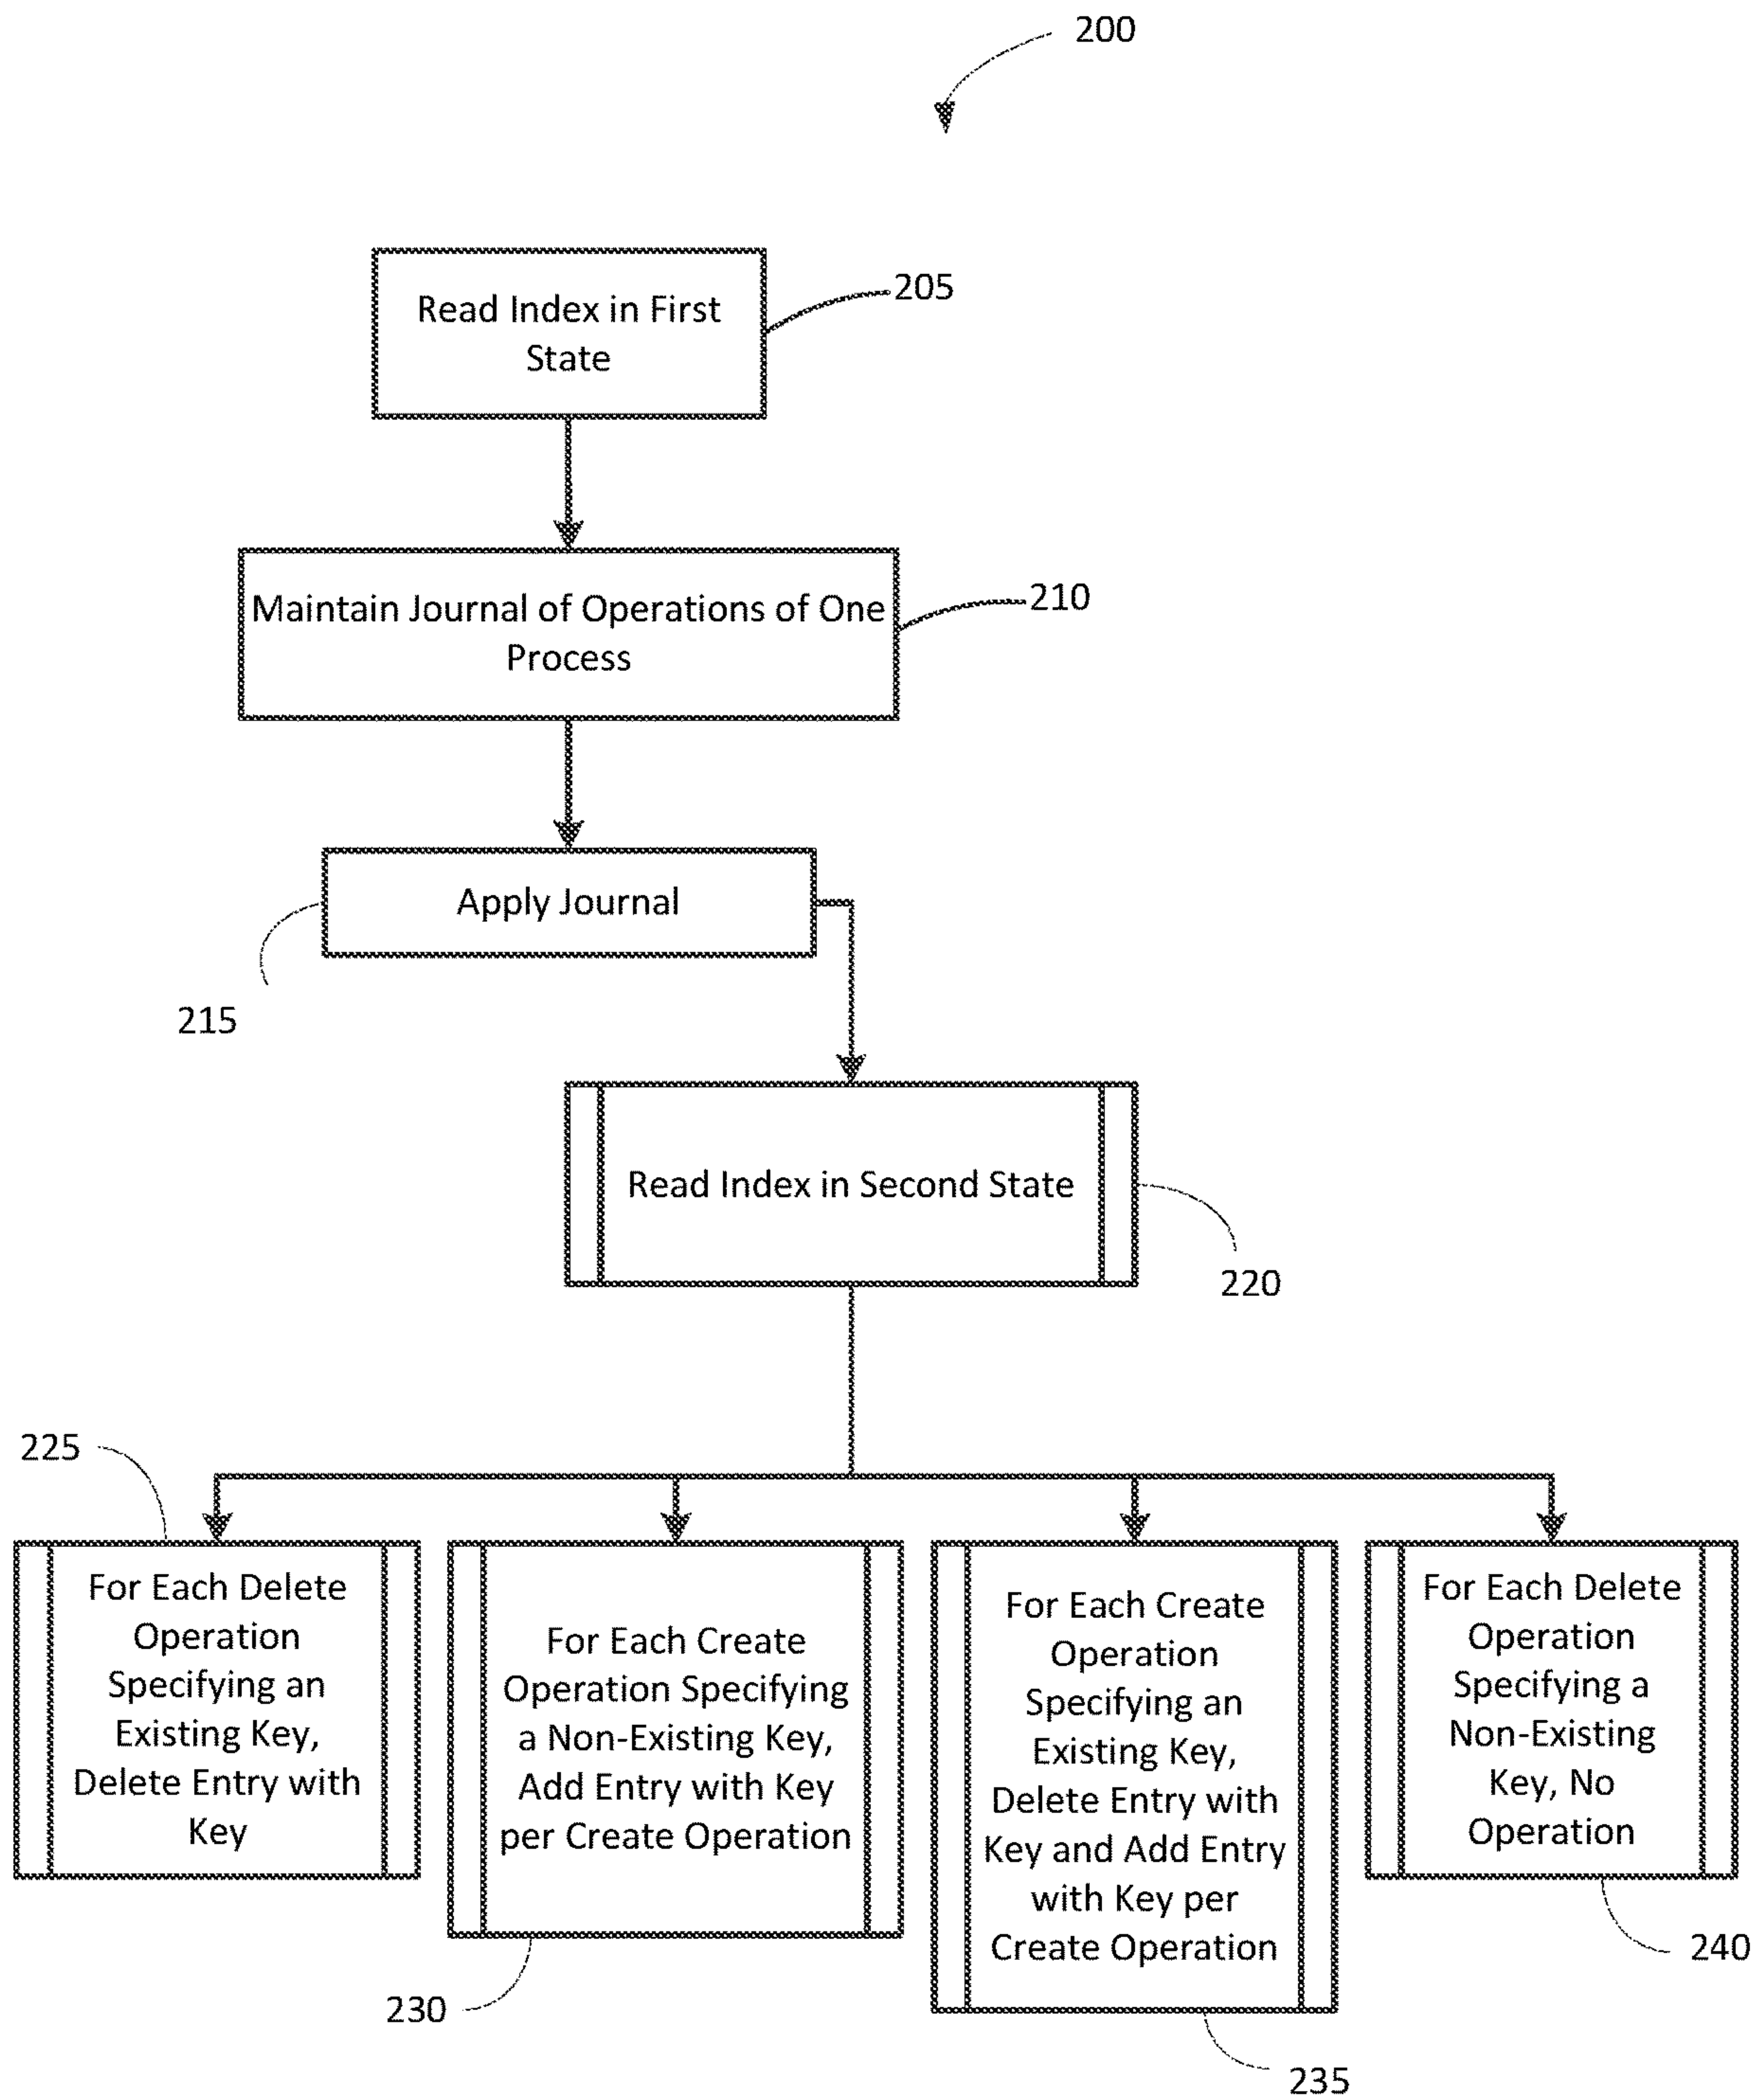 200
Read Index in First
State
205
Maintain Journal of Operations of One
Process
210
Apply Journal
215
Read Index in Second State
220
225
For Each Delete
Operation
Specifying an
Existing Key,
Delete Entry with
Key
For Each Create
Operation Specifying
a Non-Existing Key,
Add Entry with Key
per Create Operation
230
For Each Create
Operation
Specifying an
Existing Key,
Delete Entry with
Key and Add Entry
with Key per
Create Operation
235
For Each Delete
Operation
Specifying a
Non-Existing
Key, No
Operation
240